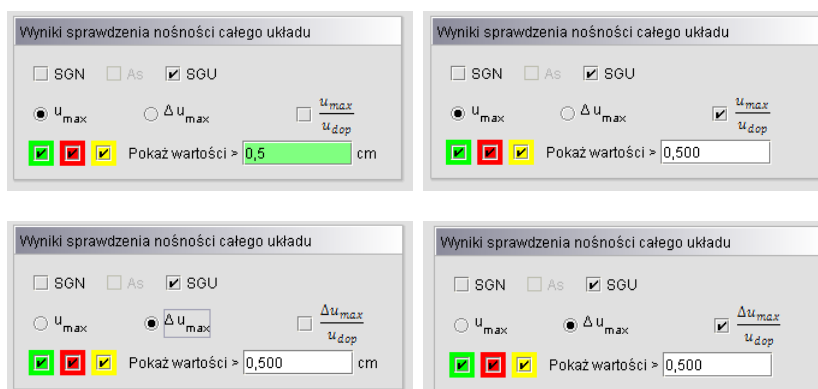 Wyniki sprawdzenia nośności całego układu
SGN As SGU
u max Δ u max u max / u dop
Pokaż wartości > 0,5 cm
Wyniki sprawdzenia nośności całego układu
SGN As SGU
u max Δ u max u max / u dop
Pokaż wartości > 0,500
Wyniki sprawdzenia nośności całego układu
SGN As SGU
u max Δ u max Δu max / u dop
Pokaż wartości > 0,500 cm
Wyniki sprawdzenia nośności całego układu
SGN As SGU
u max Δ u max Δu max / u dop
Pokaż wartości > 0,500